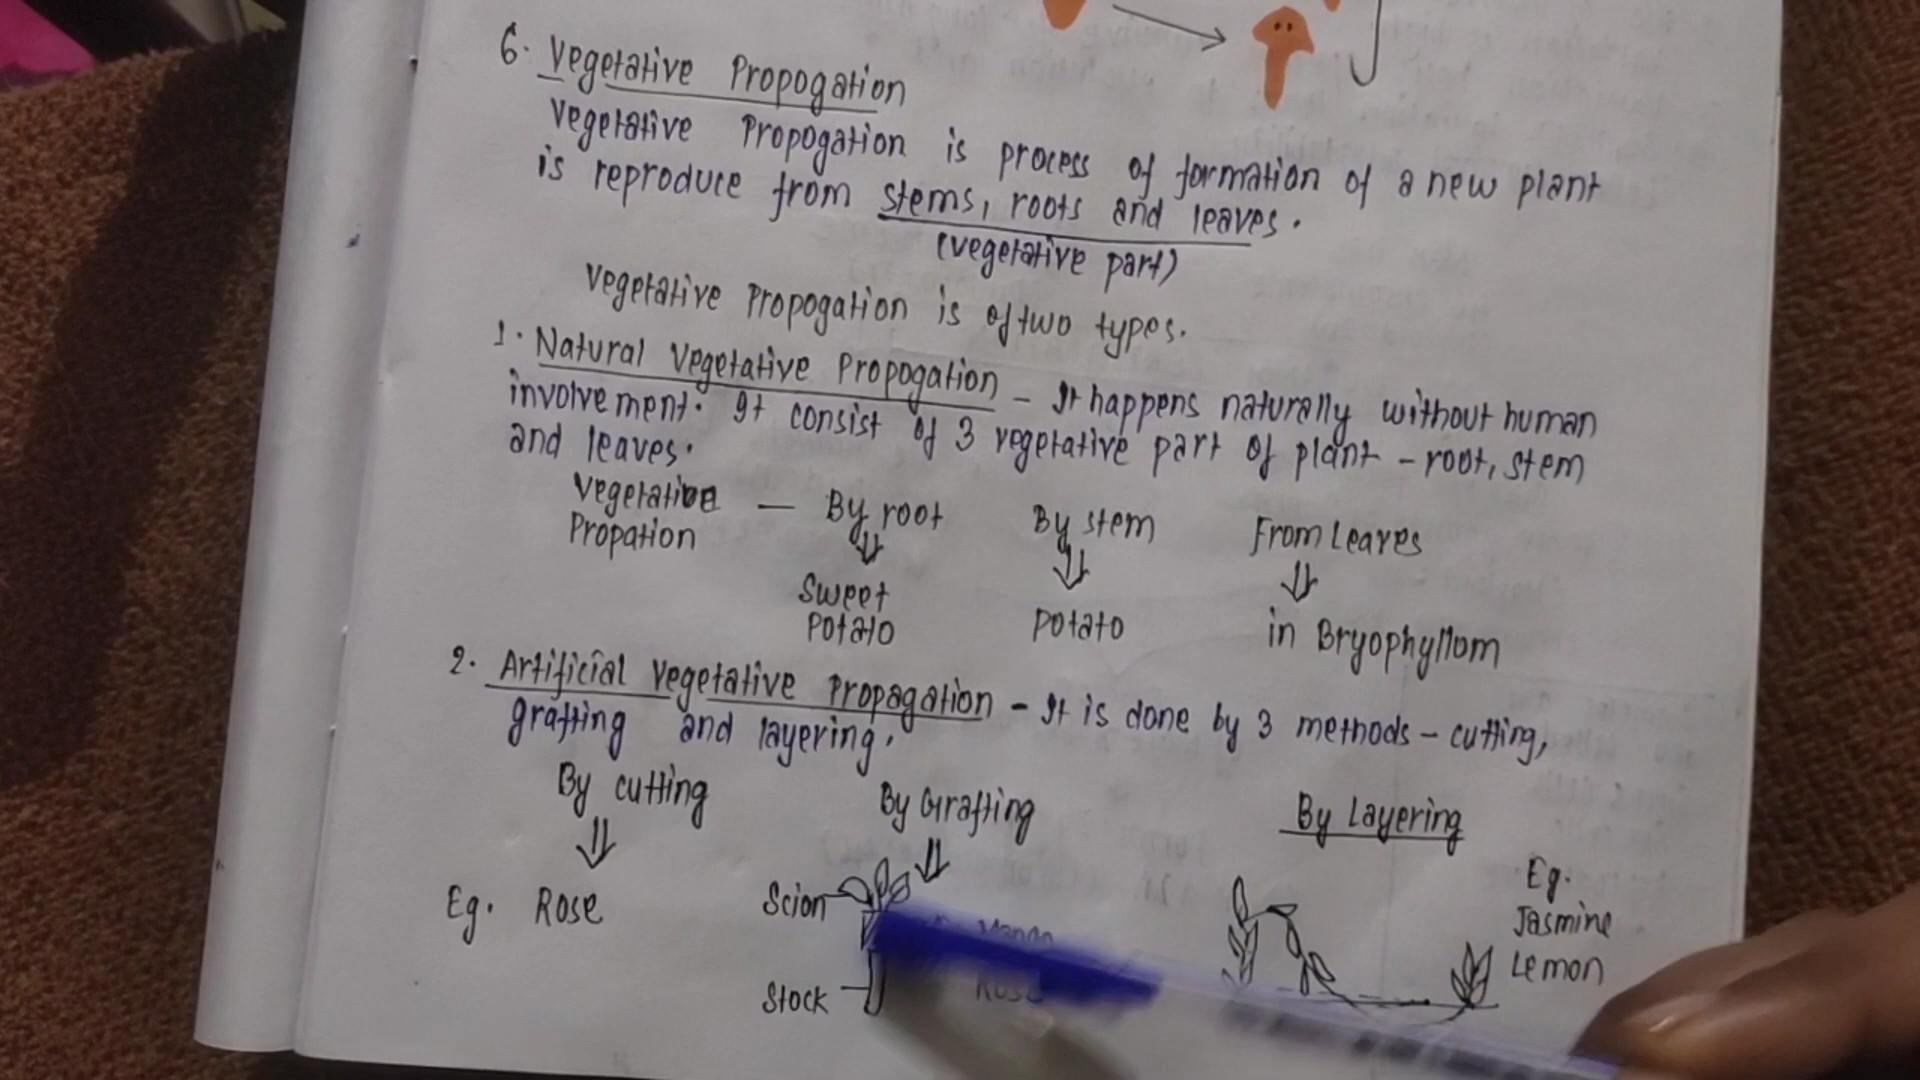 6. Vegetative Propogation
Vegetative Propogation is process of formation of a new plant
is reproduce from stems, roots and leaves.
(vegetative part)
Vegetative Propogation is of two types.
1. Natural Vegetative Propogation - It happens naturally without human
involvement. It consist of 3 vegetative part of plant - root, stem
and leaves.
Vegetative Propation — By root By stem From Leaves
Sweet Potato Potato in Bryophyllom
2. Artificial Vegetative Propagation - It is done by 3 methods - cutting,
grafting and layering.
By cutting By Grafting By Layering
Eg. Rose
Scion
Stock
Rose
Eg.
Jasmine
Lemon